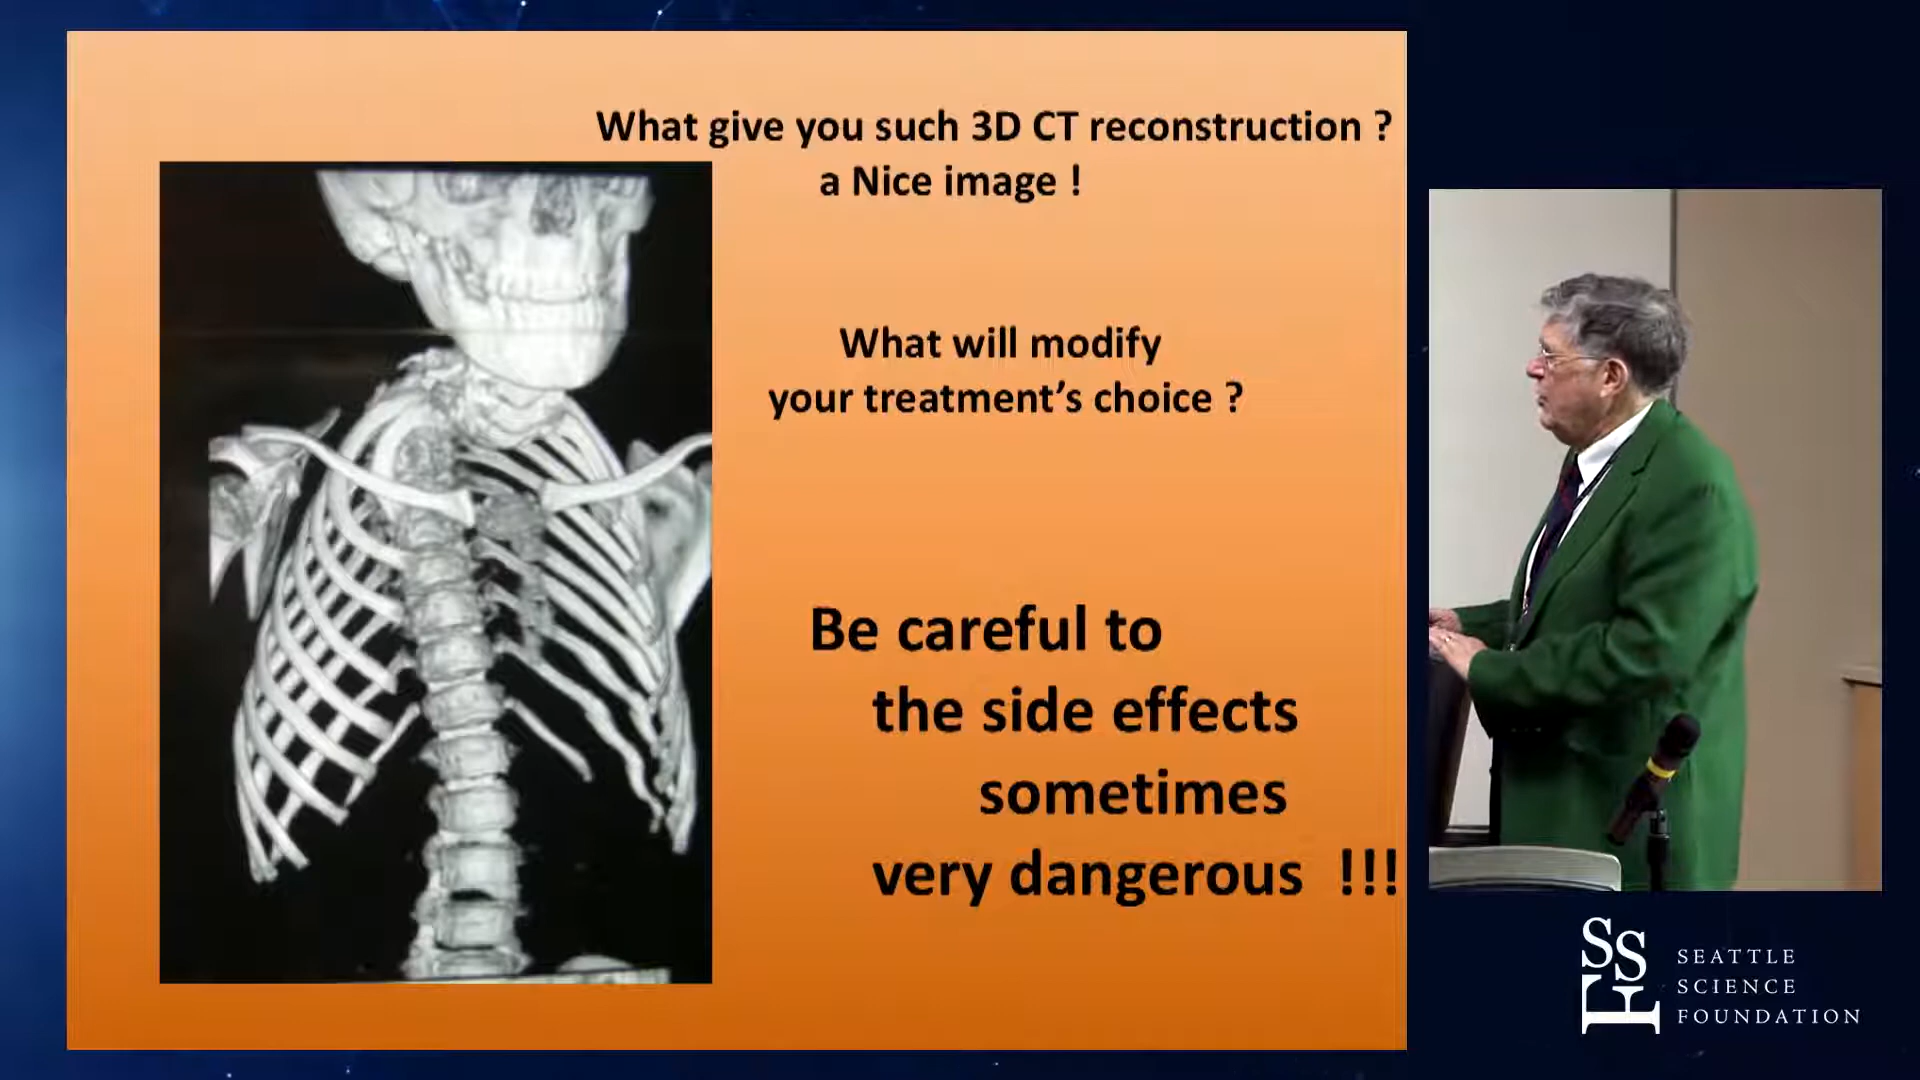 What give you such 3D CT reconstruction ?
a Nice image !
What will modify
your treatment’s choice ?
Be careful to
the side effects
sometimes
very dangerous !!!
SSF
SEATTLE
SCIENCE
FOUNDATION